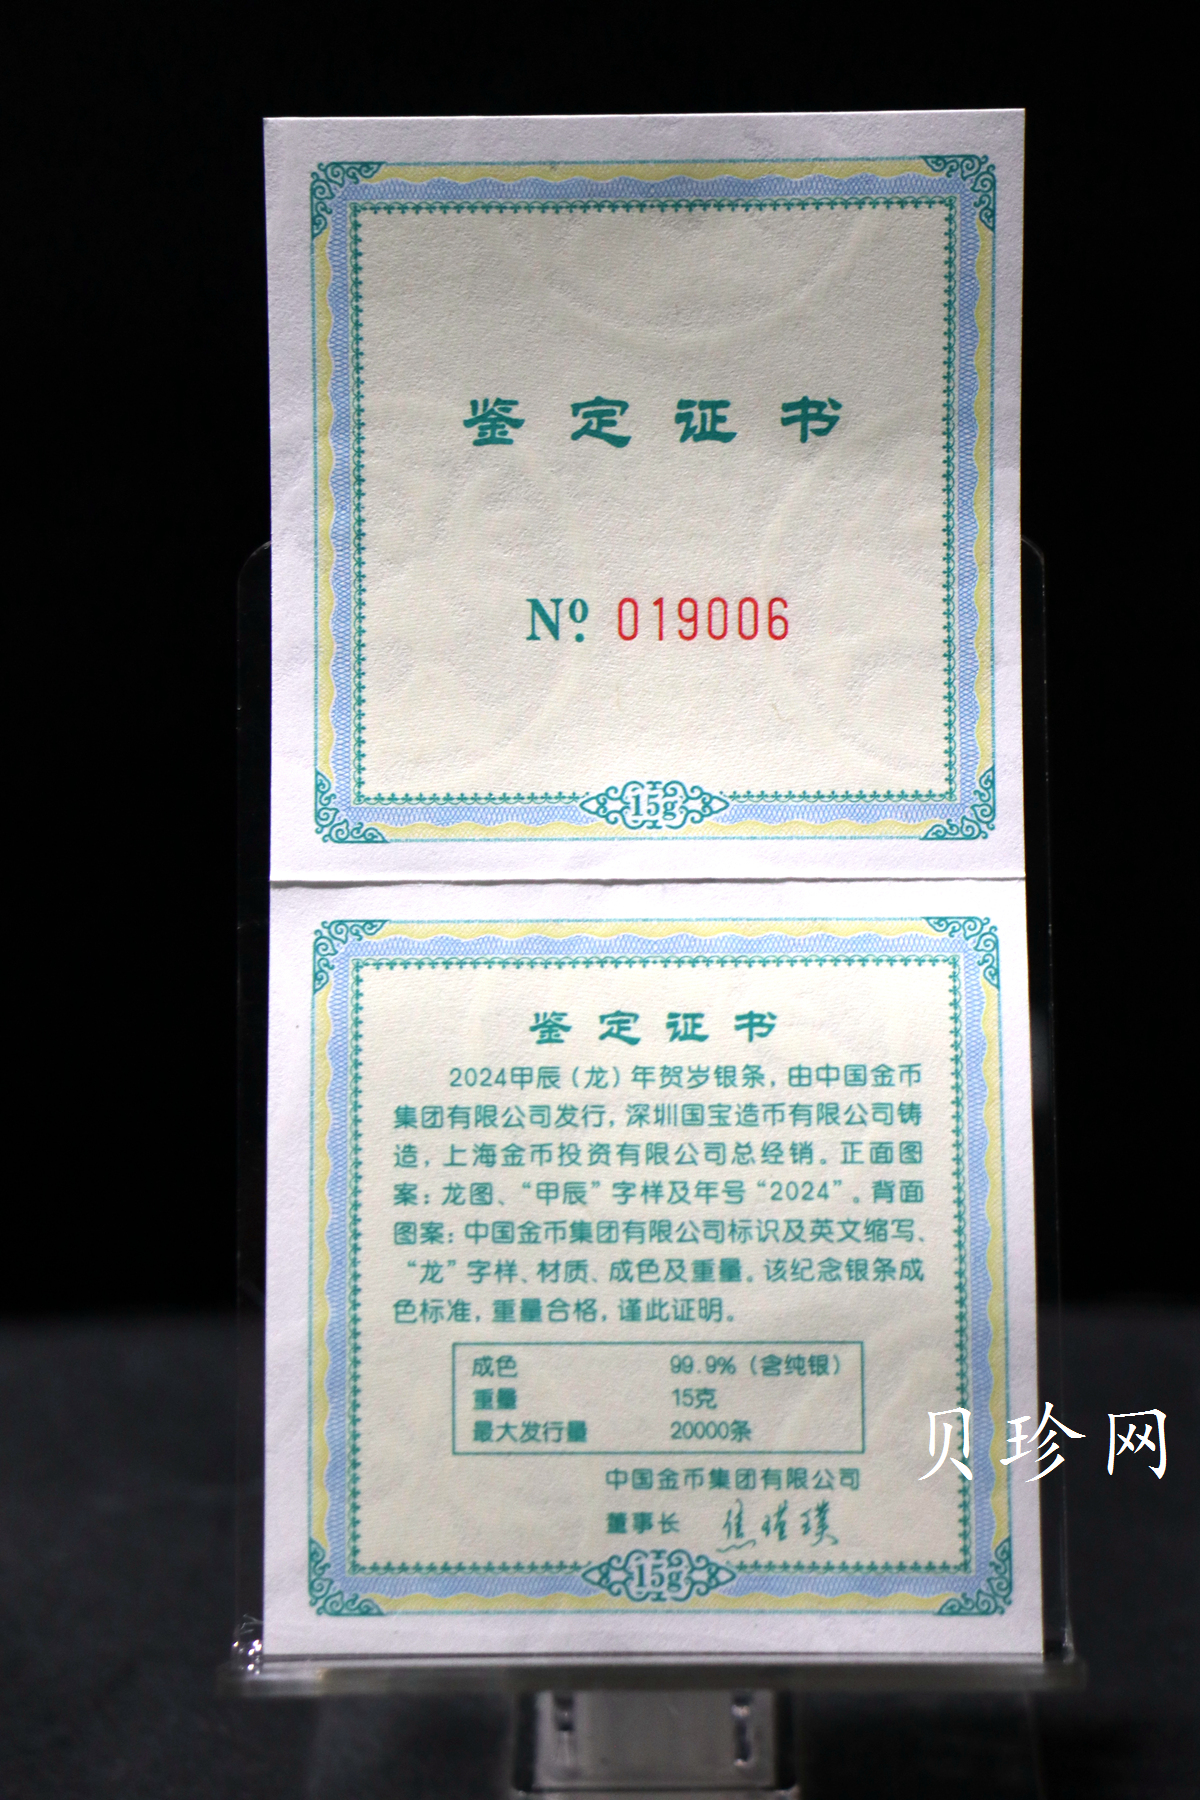 鉴定证书
Nº. 019006
15g
鉴定证书
2024甲辰（龙）年贺岁银条，由中国金币
集团有限公司发行，深圳国宝造币有限公司铸
造，上海金币投资有限公司总经销。正面图
案：龙图、“甲辰”字样及年号“2024”。背面
图案：中国金币集团有限公司标识及英文缩写、
“龙”字样、材质、成色及重量。该纪念银条成
色标准，重量合格，谨此证明。
成色 99.9%（含纯银）
重量 15克
最大发行量 20000条
中国金币集团有限公司
董事长 焦瑾璞
15g
贝珍网